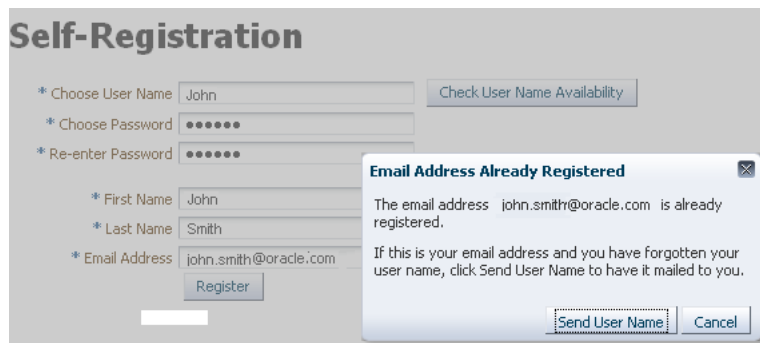 Self-Registration
* Choose User Name John Check User Name Availability
* Choose Password ●●●●●●
* Re-enter Password ●●●●●●
* First Name John
* Last Name Smith
* Email Address john.smith@oracle.com
Register
Email Address Already Registered
The email address john.smith@oracle.com is already
registered.
If this is your email address and you have forgotten your
user name, click Send User Name to have it mailed to you.
Send User Name Cancel